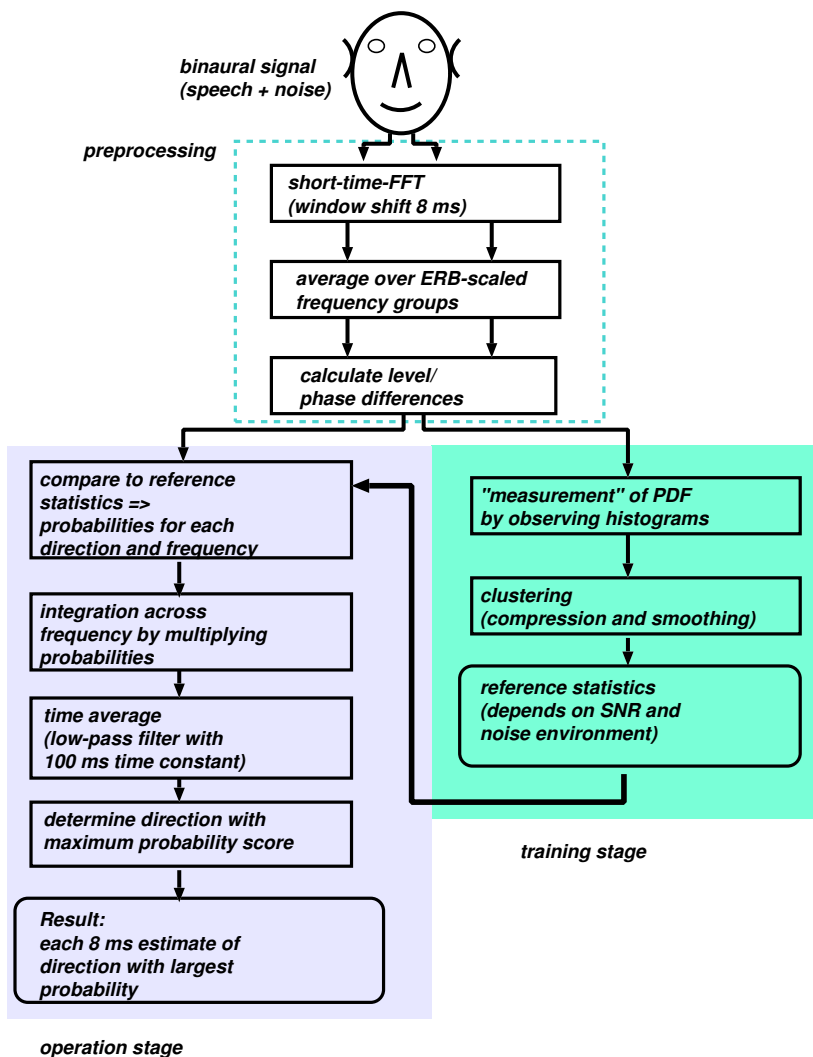 binaural signal
(speech + noise)
preprocessing
short-time-FFT
(window shift 8 ms)
average over ERB-scaled
frequency groups
calculate level/
phase differences
compare to reference
statistics =>
probabilities for each
direction and frequency
integration across
frequency by multiplying
probabilities
time average
(low-pass filter with
100 ms time constant)
determine direction with
maximum probability score
Result:
each 8 ms estimate of
direction with largest
probability
operation stage
"measurement" of PDF
by observing histograms
clustering
(compression and smoothing)
reference statistics
(depends on SNR and
noise environment)
training stage